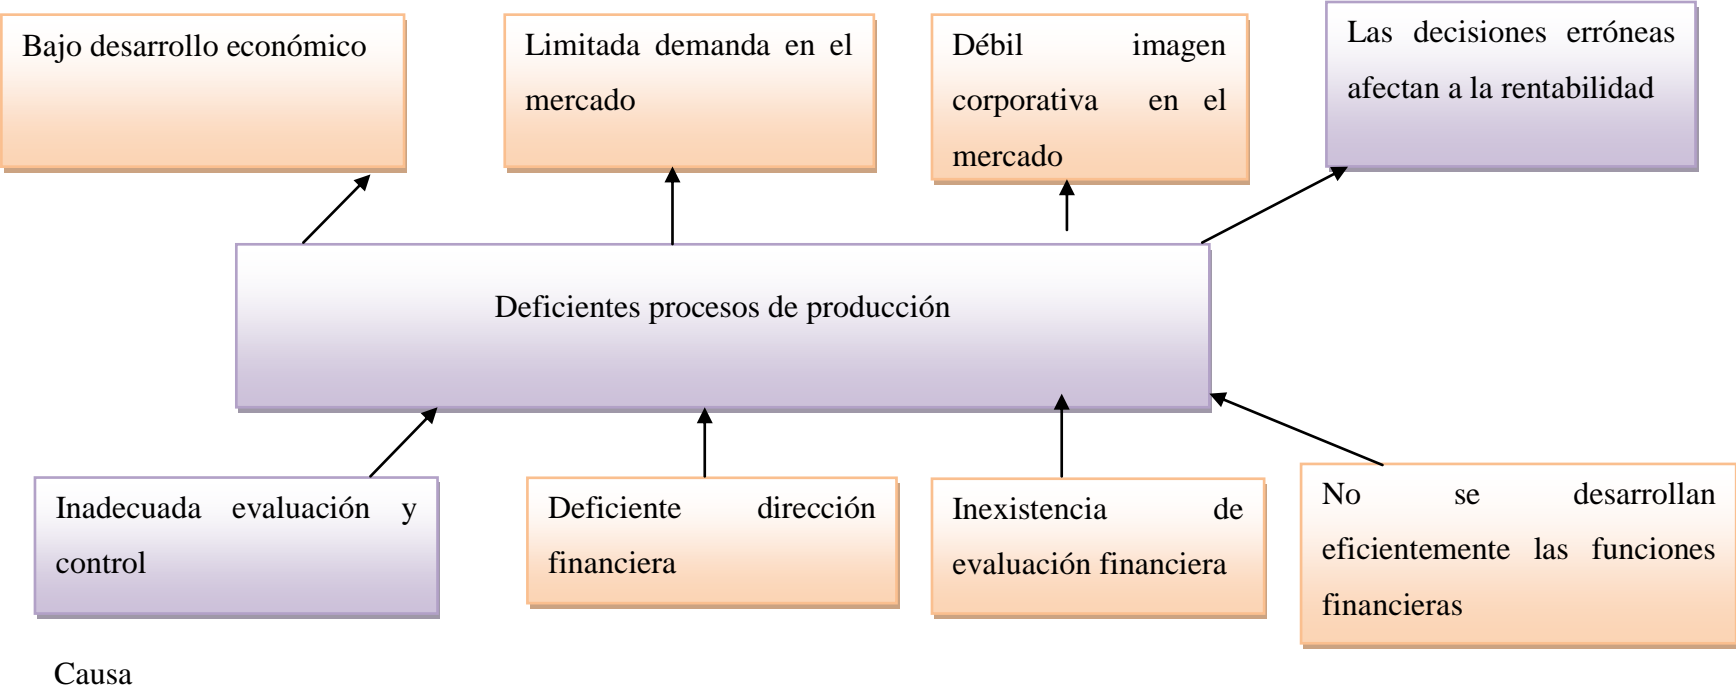 Bajo desarrollo económico
Limitada demanda en el
mercado
Débil imagen
corporativa en el
mercado
Las decisiones erróneas
afectan a la rentabilidad
Deficientes procesos de producción
Inadecuada evaluación y
control
Deficiente dirección
financiera
Inexistencia de
evaluación financiera
No se desarrollan
eficientemente las funciones
financieras
Causa